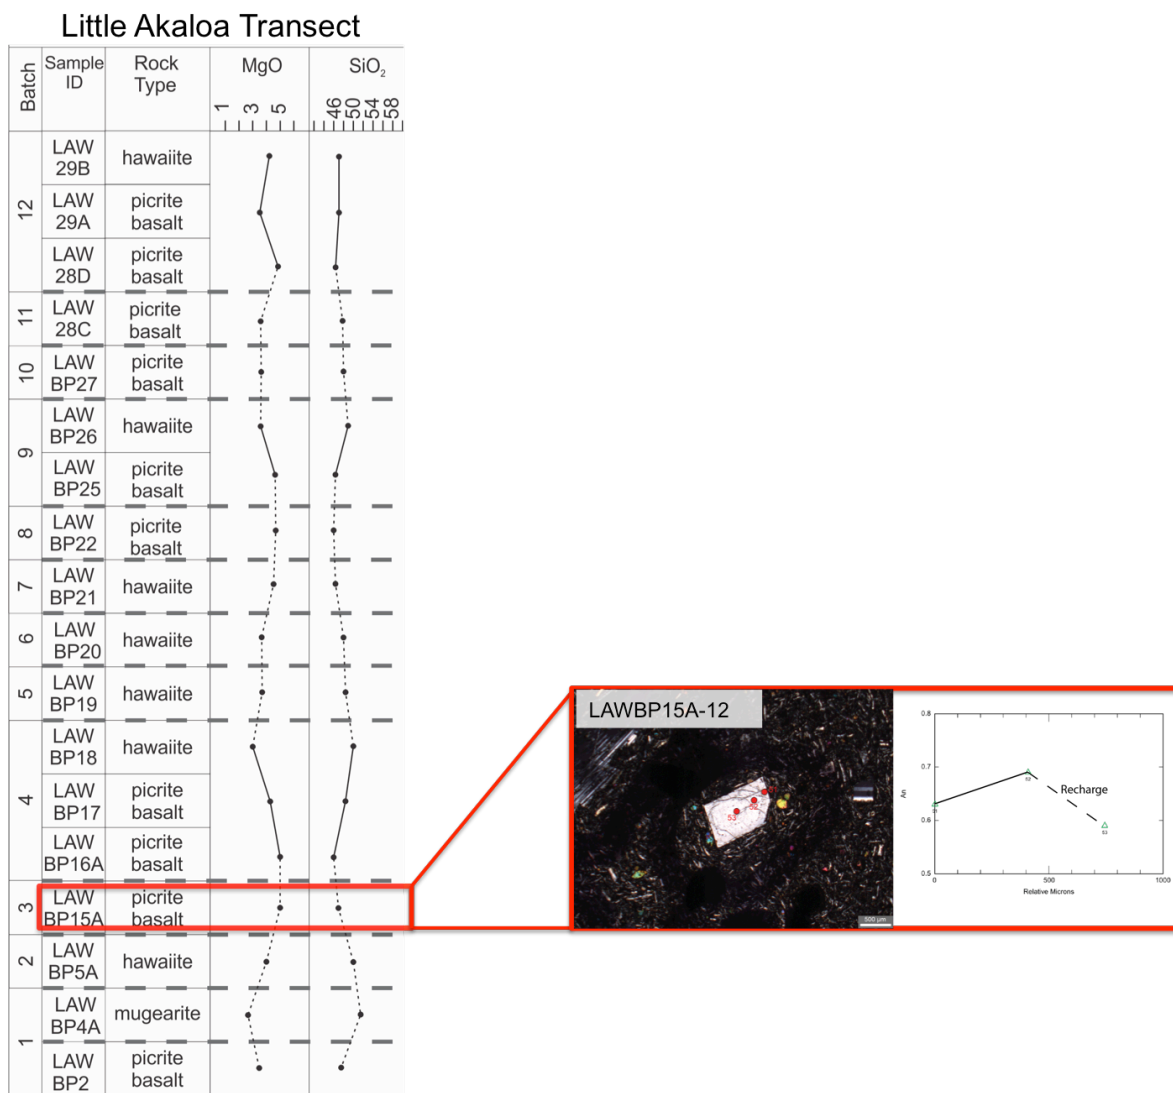 Little Akaloa Transect
Batch
Sample
ID
Rock
Type
MgO
SiO2
1 3 5
46 50 54 58
12
LAW
29B
hawaiite
LAW
29A
picrite
basalt
LAW
28D
picrite
basalt
11
LAW
28C
picrite
basalt
10
LAW
BP27
picrite
basalt
9
LAW
BP26
hawaiite
LAW
BP25
picrite
basalt
8
LAW
BP22
picrite
basalt
7
LAW
BP21
hawaiite
6
LAW
BP20
hawaiite
5
LAW
BP19
hawaiite
4
LAW
BP18
hawaiite
LAW
BP17
picrite
basalt
LAW
BP16A
picrite
basalt
3
LAW
BP15A
picrite
basalt
2
LAW
BP5A
hawaiite
1
LAW
BP4A
mugearite
LAW
BP2
picrite
basalt
LAWBP15A-12
S3
500 µm
0.8
0.7
0.6
0.5
An
Recharge
0 500 1000
Relative Microns